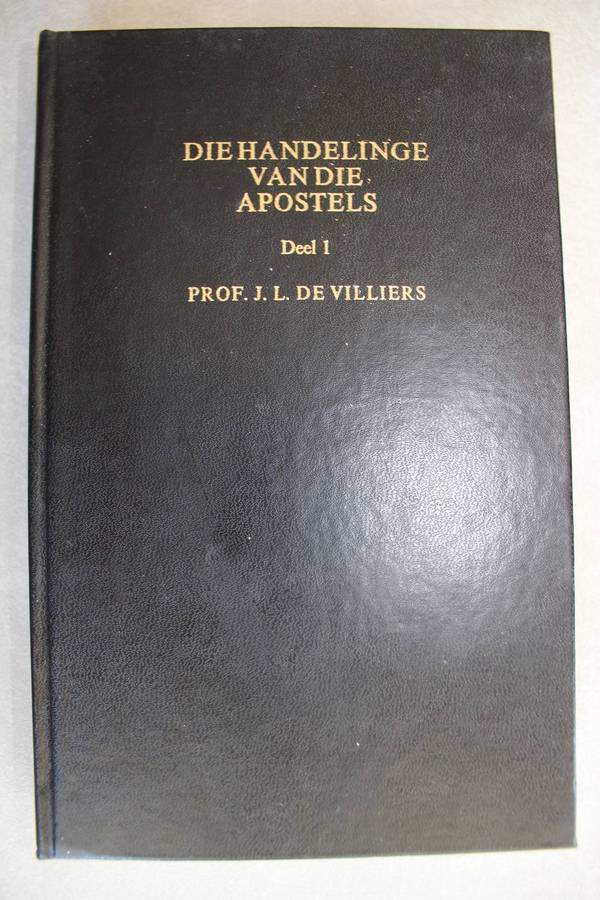 DIE HANDELINGE
VAN DIE
APOSTELS
Deel 1
PROF. J. L. DE VILLIERS